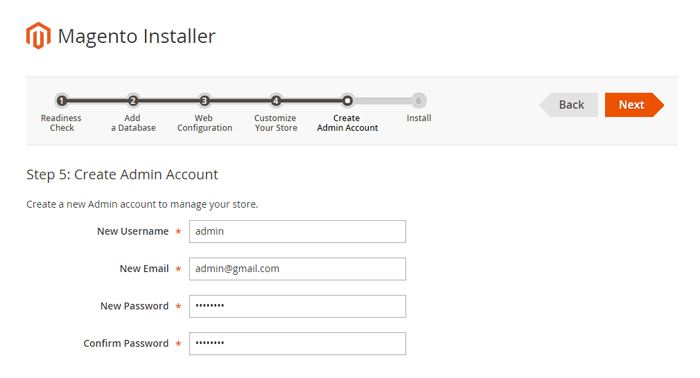 Magento Installer
1 2 3 4 6
Readiness Check
Add a Database
Web Configuration
Customize Your Store
Create Admin Account
Install
Back
Next
Step 5: Create Admin Account
Create a new Admin account to manage your store.
New Username * admin
New Email * admin@gmail.com
New Password * ••••••••
Confirm Password * ••••••••